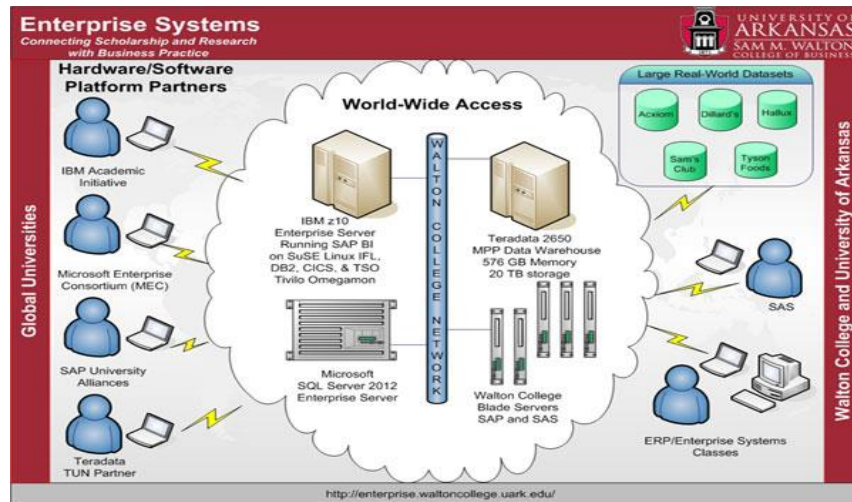 Enterprise Systems
Connecting Scholarship and Research
with Business Practice
UNIVERSITY OF
ARKANSAS
SAM M. WALTON
COLLEGE OF BUSINESS
Global Universities
Hardware/Software
Platform Partners
IBM Academic
Initiative
Microsoft Enterprise
Consortium (MEC)
SAP University
Alliances
Teradata
TUN Partner
World-Wide Access
IBM z10
Enterprise Server
Running SAP BI
on SuSE Linux IFL,
DB2, CICS, & TSO
Tivilo Omegamon
WALTON COLLEGE NETWORK
Teradata 2650
MPP Data Warehouse
576 GB Memory
20 TB storage
Microsoft
SQL Server 2012
Enterprise Server
Walton College
Blade Servers
SAP and SAS
Large Real-World Datasets
Acxiom
Dillard's
Hallux
Sam's
Club
Tyson
Foods
SAS
ERP/Enterprise Systems
Classes
Walton College and University of Arkansas
http://enterprise.waltoncollege.uark.edu/